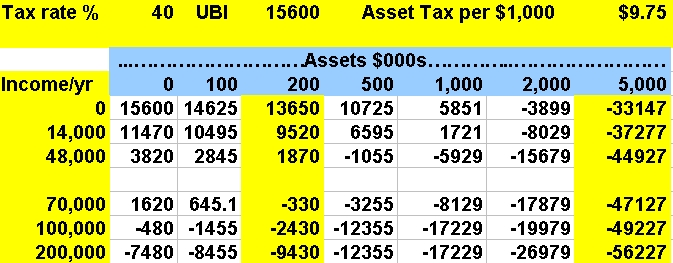 Tax rate % 40 UBI 15600 Asset Tax per $1,000 $9.75
...………………………Assets $000s…………...………………………
Income/yr 0 100 200 500 1,000 2,000 5,000
0 15600 14625 13650 10725 5851 -3899 -33147
14,000 11470 10495 9520 6595 1721 -8029 -37277
48,000 3820 2845 1870 -1055 -5929 -15679 -44927
70,000 1620 645.1 -330 -3255 -8129 -17879 -47127
100,000 -480 -1455 -2430 -12355 -17229 -19979 -49227
200,000 -7480 -8455 -9430 -12355 -17229 -26979 -56227